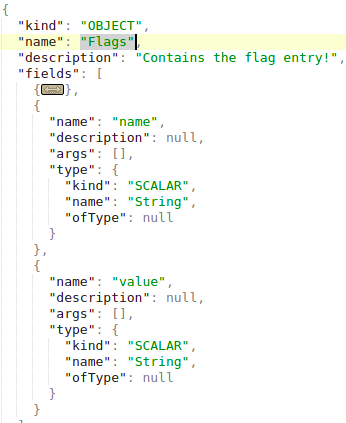 {
"kind": "OBJECT",
"name": "Flags",
"description": "Contains the flag entry!",
"fields": [
{↔},
{
"name": "name",
"description": null,
"args": [],
"type": {
"kind": "SCALAR",
"name": "String",
"ofType": null
}
},
{
"name": "value",
"description": null,
"args": [],
"type": {
"kind": "SCALAR",
"name": "String",
"ofType": null
}
}